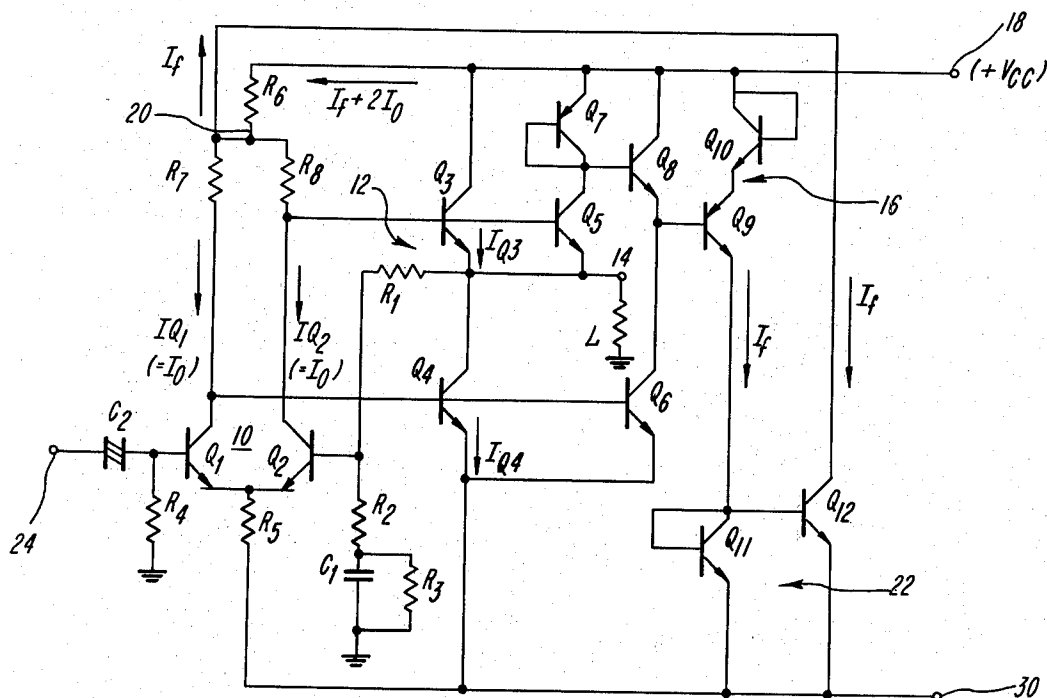 18
(+VCC)
If
R6
If+2I0
20
Q7
R7
R8
Q3
12
Q8
Q10
16
Q5
Q9
IQ3
14
R1
IQ1
(=I0)
IQ2
(=I0)
L
If
If
Q4
Q6
C2
10
Q1
Q2
IQ4
R4
R5
R2
Q12
24
C1
R3
Q11
22
30